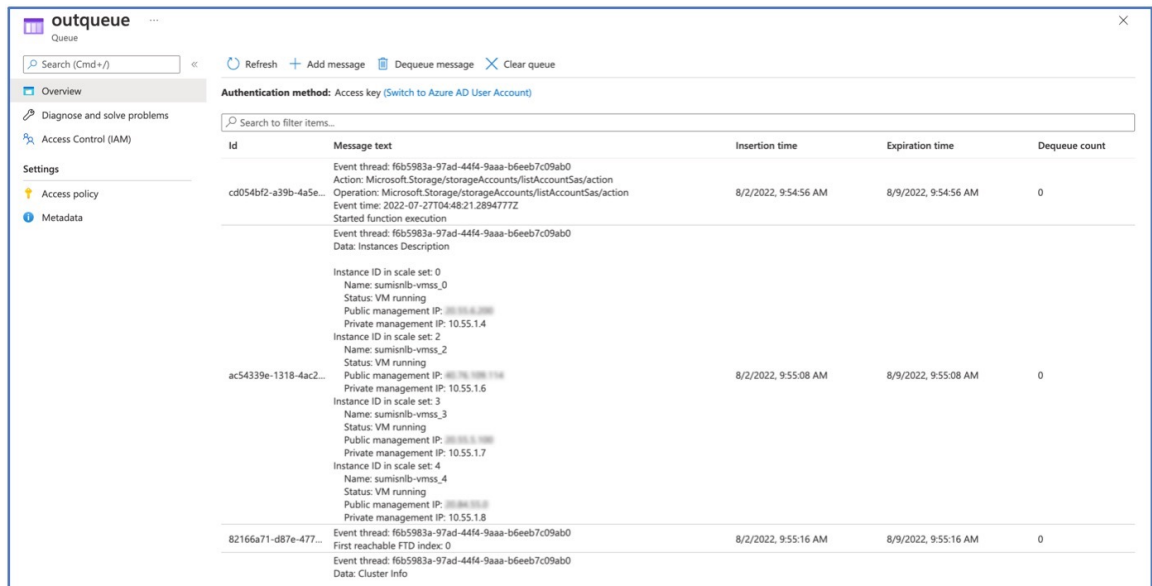 outqueue ...
Queue
Search (Cmd+/)
«
Refresh Add message Dequeue message Clear queue
Overview
Authentication method: Access key (Switch to Azure AD User Account)
Diagnose and solve problems
Access Control (IAM)
Search to filter items...
Settings
Access policy
Metadata
Id Message text Insertion time Expiration time Dequeue count
Event thread: f6b5983a-97ad-44f4-9aaa-b6eeb7c09ab0
Action: Microsoft.Storage/storageAccounts/listAccountSas/action
cd054bf2-a39b-4a5e... Operation: Microsoft.Storage/storageAccounts/listAccountSas/action 8/2/2022, 9:54:56 AM 8/9/2022, 9:54:56 AM 0
Event time: 2022-07-27T04:48:21.2894777Z
Started function execution
Event thread: f6b5983a-97ad-44f4-9aaa-b6eeb7c09ab0
Data: Instances Description
Instance ID in scale set: 0
Name: sumisnlb-vmss_0
Status: VM running
Public management IP:
Private management IP: 10.55.1.4
Instance ID in scale set: 2
Name: sumisnlb-vmss_2
Status: VM running
ac54339e-1318-4ac2... Public management IP: 8/2/2022, 9:55:08 AM 8/9/2022, 9:55:08 AM 0
Private management IP: 10.55.1.6
Instance ID in scale set: 3
Name: sumisnlb-vmss_3
Status: VM running
Public management IP:
Private management IP: 10.55.1.7
Instance ID in scale set: 4
Name: sumisnlb-vmss_4
Status: VM running
Public management IP:
Private management IP: 10.55.1.8
Event thread: f6b5983a-97ad-44f4-9aaa-b6eeb7c09ab0
82166a71-d87e-477... First reachable FTD index: 0 8/2/2022, 9:55:16 AM 8/9/2022, 9:55:16 AM 0
Event thread: f6b5983a-97ad-44f4-9aaa-b6eeb7c09ab0
Data: Cluster Info